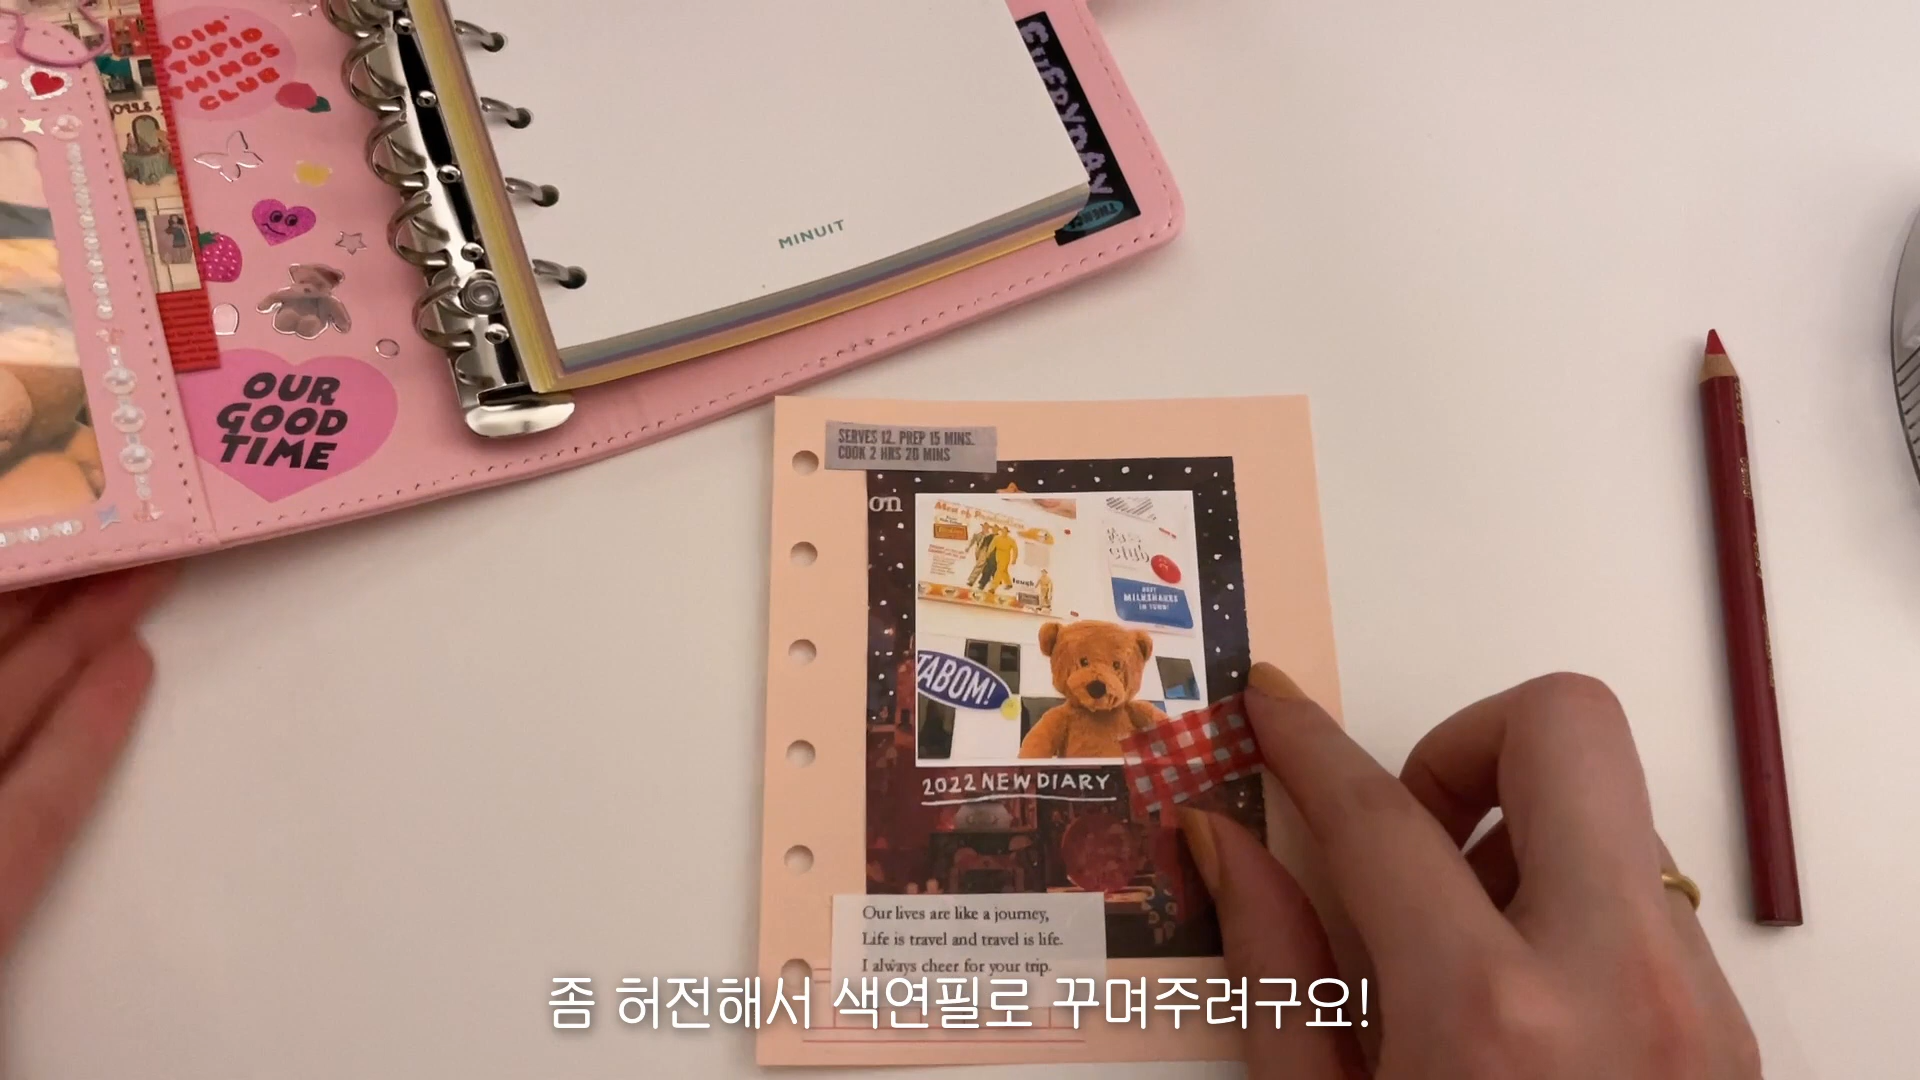 OUR
GOOD
TIME
CLUB
EVERYDAY
MINUIT
SERVES 12. PREP 15 MINS.
COOK 2 HRS 20 MINS
on
club
BEST
MILKSHAKES
IN TOWN!
TABOM!
2022 NEW DIARY
Our lives are like a journey,
Life is travel and travel is life.
I always cheer for your trip.
좀 허전해서 색연필로 꾸며주려구요!